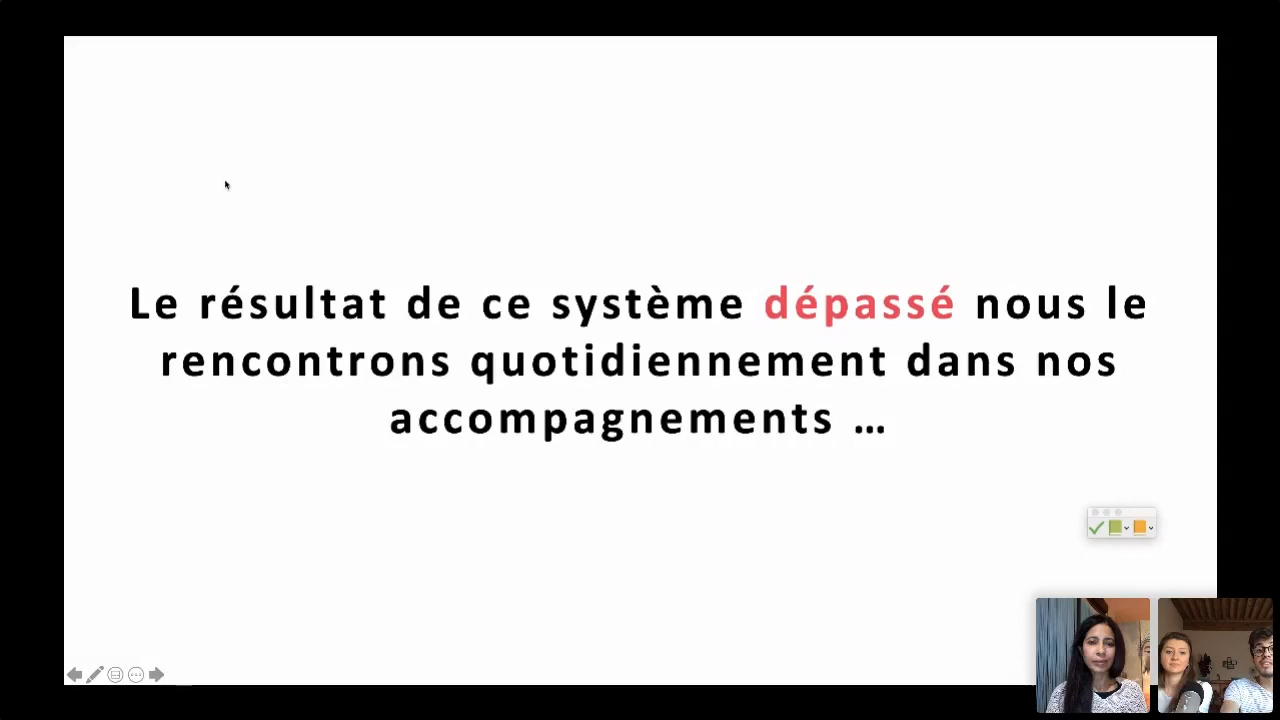 Le résultat de ce système dépassé nous le
rencontrons quotidiennement dans nos
accompagnements ...